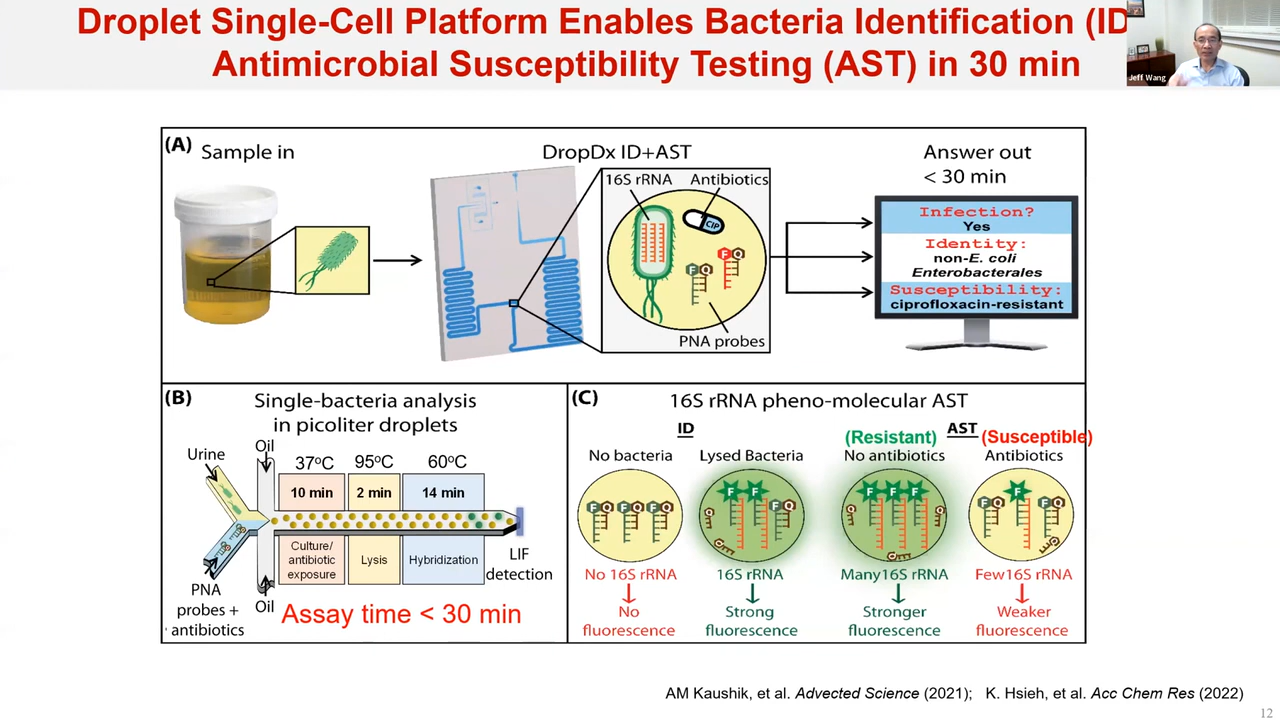 Droplet Single-Cell Platform Enables Bacteria Identification (ID
Antimicrobial Susceptibility Testing (AST) in 30 min
Jeff Wang
(A)
Sample in
DropDx ID+AST
16S rRNA
Antibiotics
CIP
F Q
F Q
PNA probes
Answer out
< 30 min
Infection?
Yes
Identity:
non-E. coli
Enterobacterales
Susceptibility:
ciprofloxacin-resistant
(B)
Single-bacteria analysis
in picoliter droplets
Urine
Oil
37°C
95°C
60°C
10 min
2 min
14 min
Culture/
antibiotic
exposure
Lysis
Hybridization
LIF
detection
PNA
probes +
antibiotics
Oil
Assay time < 30 min
(C)
16S rRNA pheno-molecular AST
ID
AST
(Resistant)
(Susceptible)
No bacteria
Lysed Bacteria
No antibiotics
Antibiotics
F Q F Q F Q
F F Q Q Q
F F F Q Q Q
F Q F F Q Q
No 16S rRNA
16S rRNA
Many16S rRNA
Few16S rRNA
No
fluorescence
Strong
fluorescence
Stronger
fluorescence
Weaker
fluorescence
AM Kaushik, et al. Advected Science (2021); K. Hsieh, et al. Acc Chem Res (2022)
12